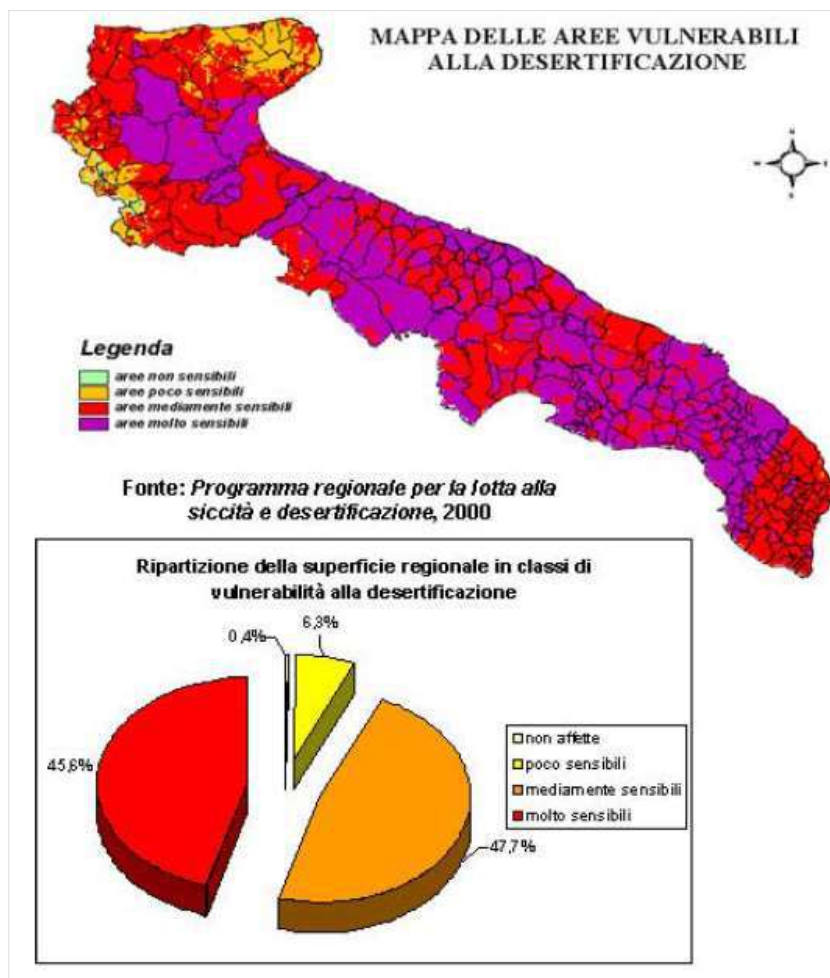 MAPPA DELLE AREE VULNERABILI
ALLA DESERTIFICAZIONE
N
W
E
S
Legenda
aree non sensibili
aree poco sensibili
aree mediamente sensibili
aree molto sensibili
Fonte: Programma regionale per la lotta alla
siccità e desertificazione, 2000
Ripartizione della superficie regionale in classi di
vulnerabilità alla desertificazione
0,4%
6,3%
45,6%
47,7%
non affette
poco sensibili
mediamente sensibili
molto sensibili